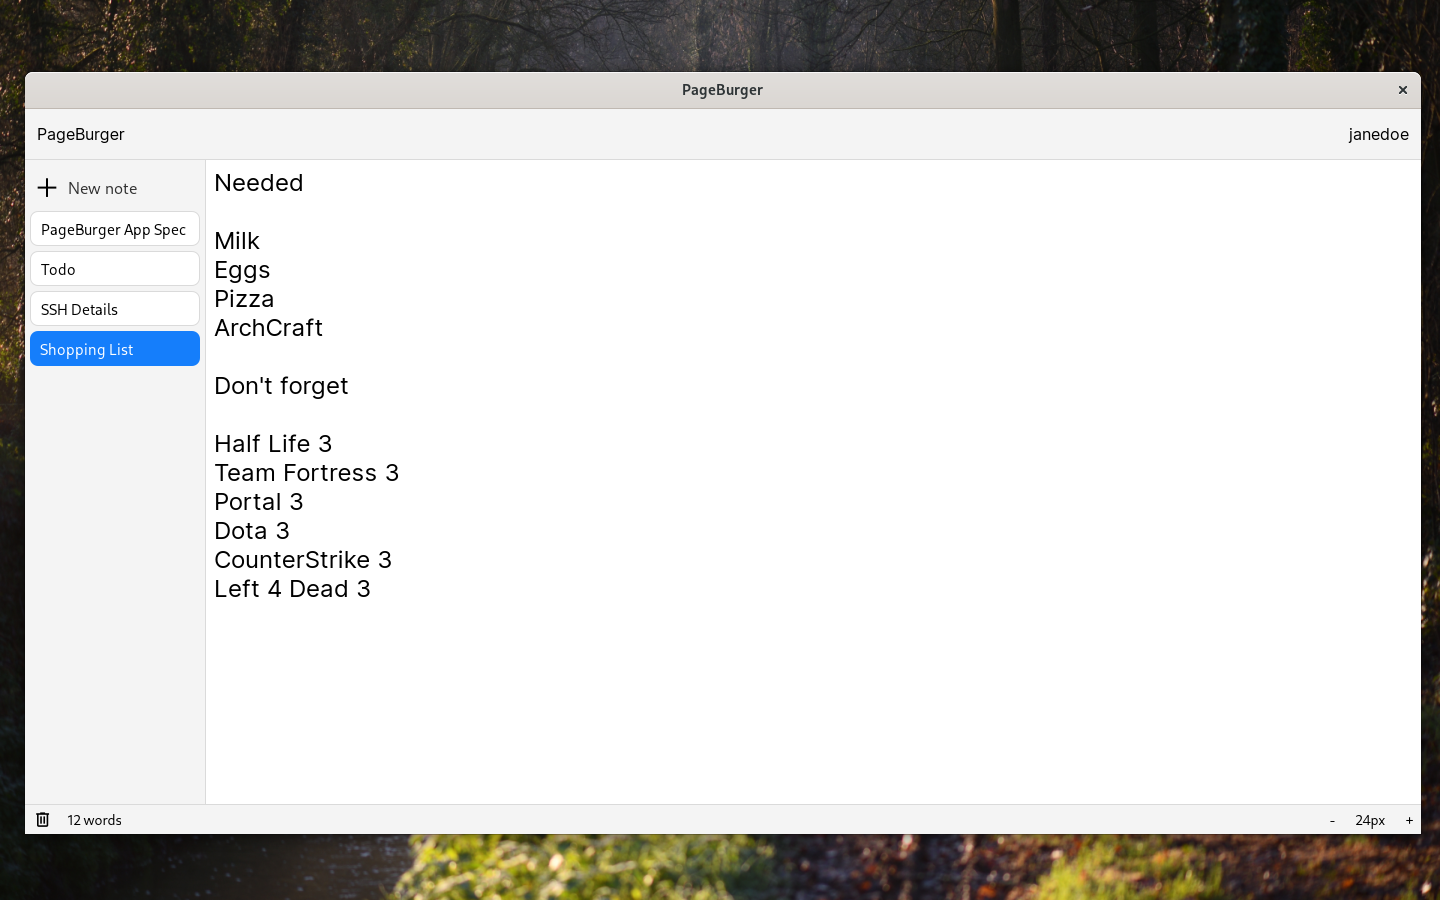 PageBurger
PageBurger
janedoe
New note
PageBurger App Spec
Todo
SSH Details
Shopping List
Needed
Milk
Eggs
Pizza
ArchCraft
Don't forget
Half Life 3
Team Fortress 3
Portal 3
Dota 3
CounterStrike 3
Left 4 Dead 3
12 words
- 24px +